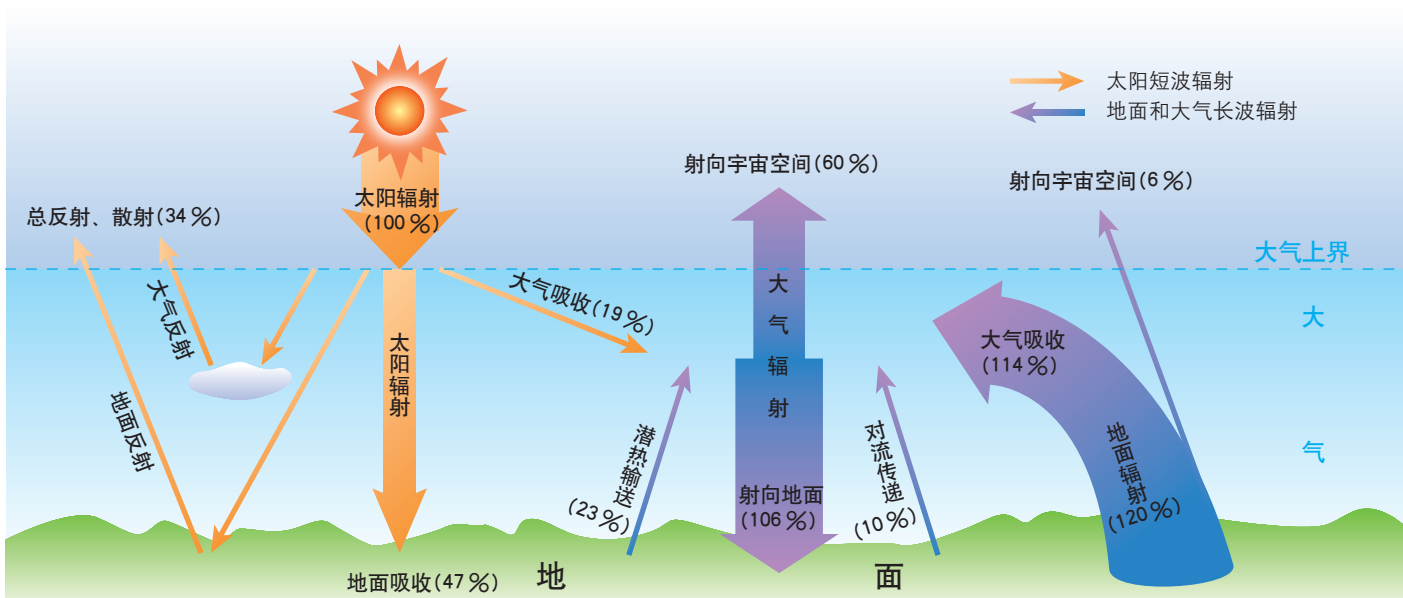 太阳短波辐射
地面和大气长波辐射
射向宇宙空间(60%)
射向宇宙空间(6%)
太阳辐射
(100%)
总反射、散射(34%)
大气上界
大气吸收(19%)
大气反射
太阳辐射
大气辐射
大气吸收
(114%)
大
气
地面反射
潜热输送
(23%)
射向地面
(106%)
对流传递
(10%)
地面辐射
(120%)
地面吸收(47%)
地 面